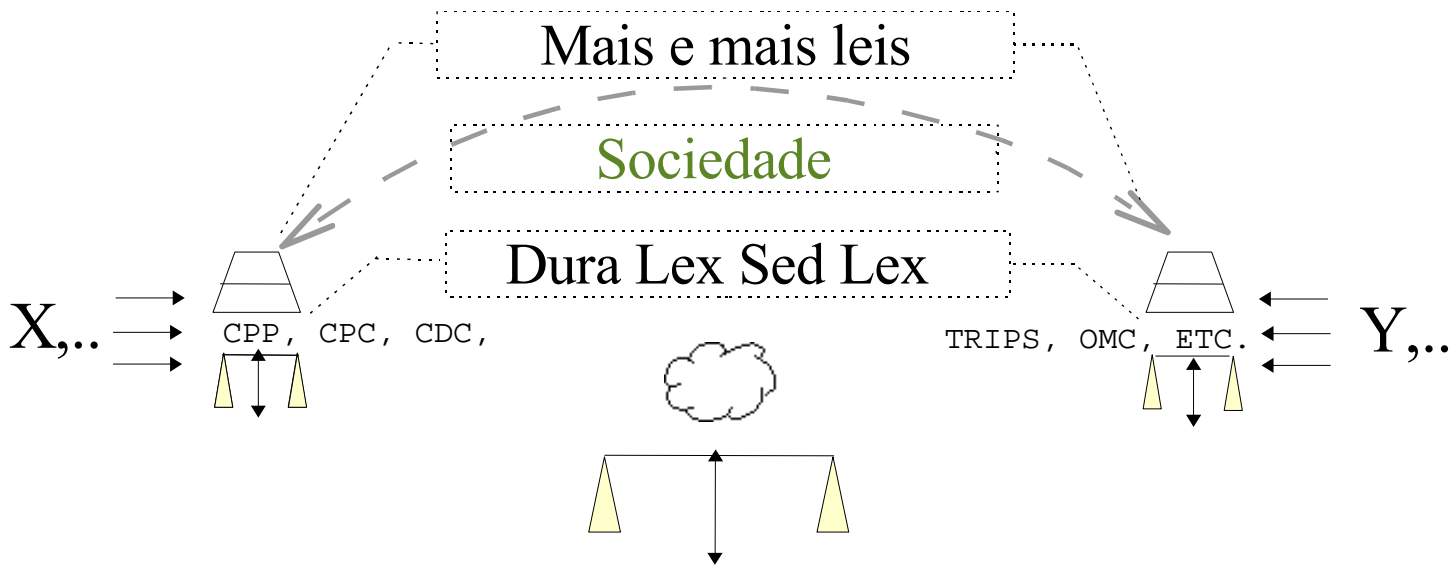 Mais e mais leis
Sociedade
Dura Lex Sed Lex
X,..
CPP, CPC, CDC,
TRIPS, OMC, ETC.
Y,..